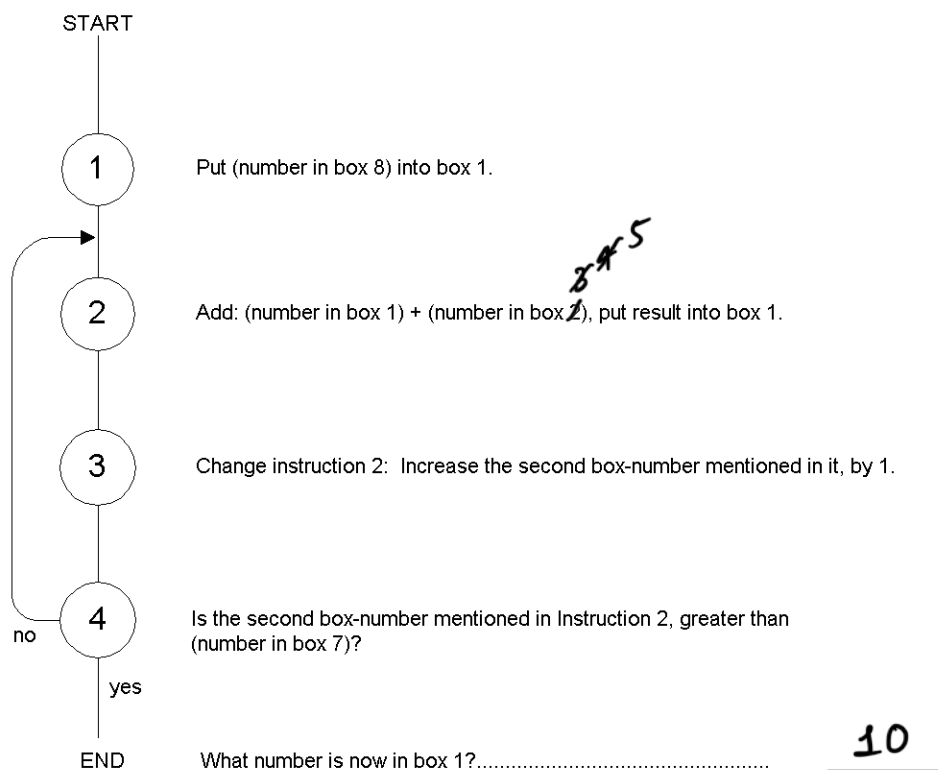 START
1 Put (number in box 8) into box 1.
3 4 5
2 Add: (number in box 1) + (number in box 2), put result into box 1.
3 Change instruction 2: Increase the second box-number mentioned in it, by 1.
4 Is the second box-number mentioned in Instruction 2, greater than
no (number in box 7)?
yes
10
END What number is now in box 1?...................................................